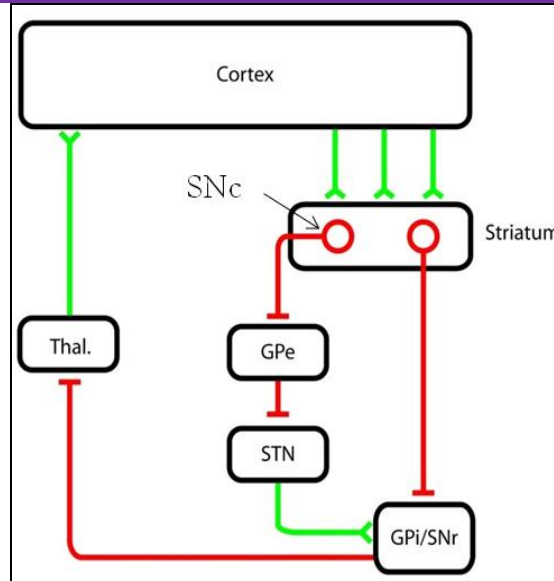 Cortex
SNc
Striatum
Thal.
GPe
STN
GPi/SNr